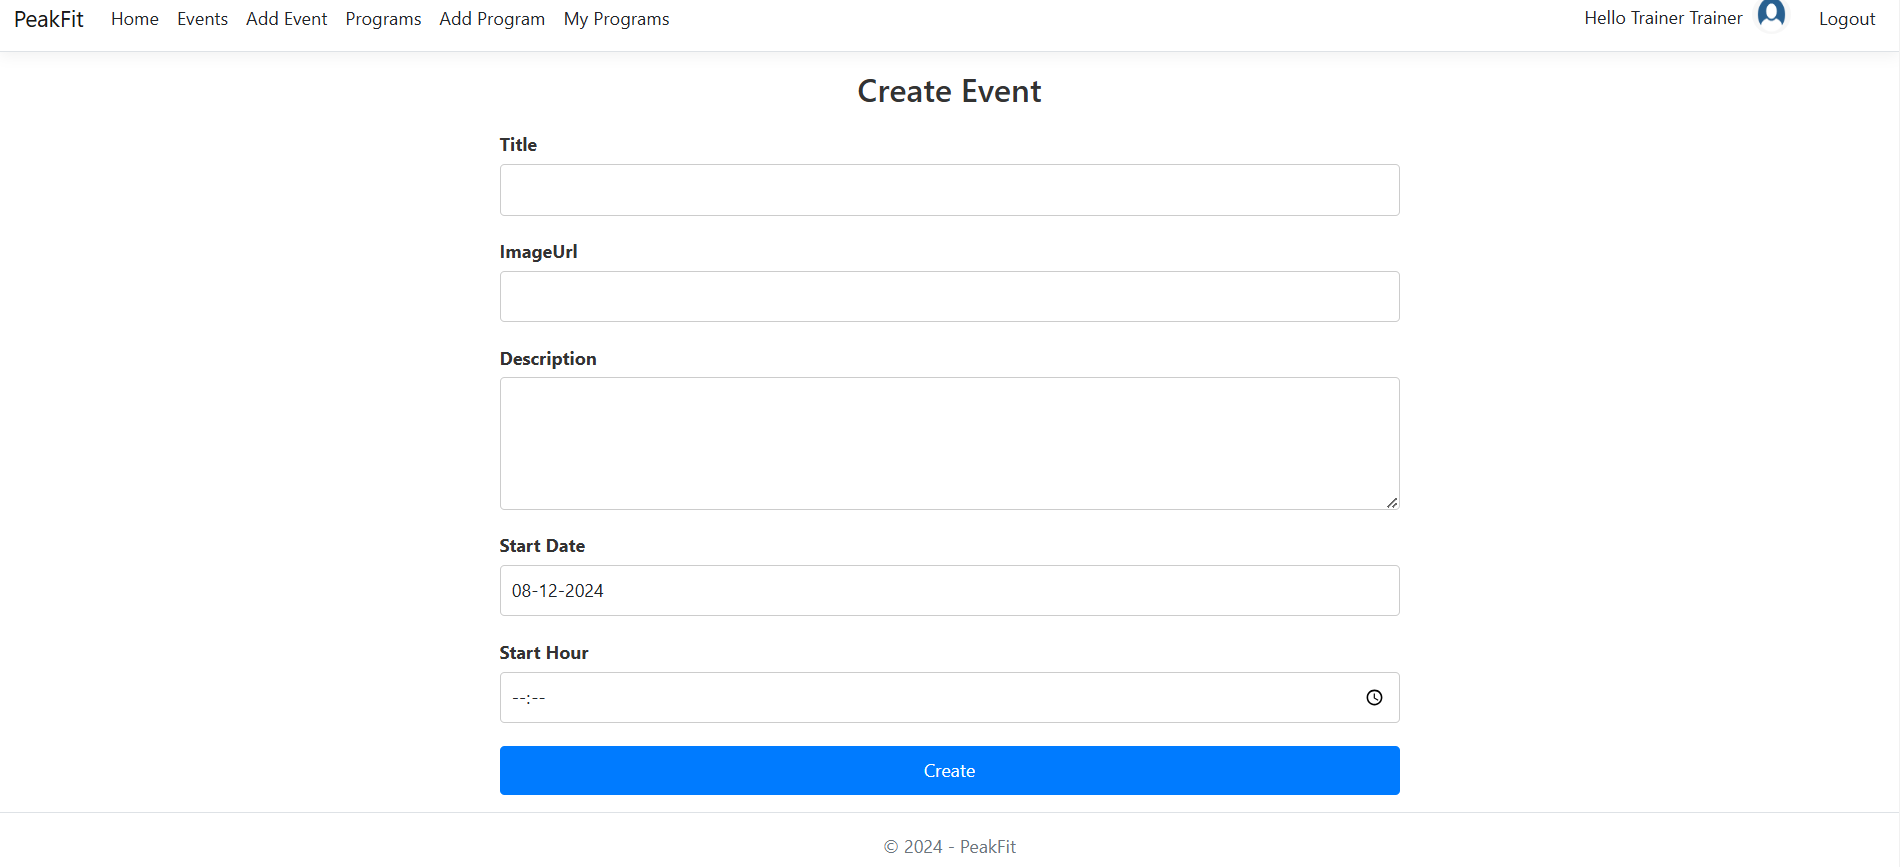 PeakFit Home Events Add Event Programs Add Program My Programs Hello Trainer Trainer Logout
Create Event
Title
ImageUrl
Description
Start Date
08-12-2024
Start Hour
--:--
Create
© 2024 - PeakFit